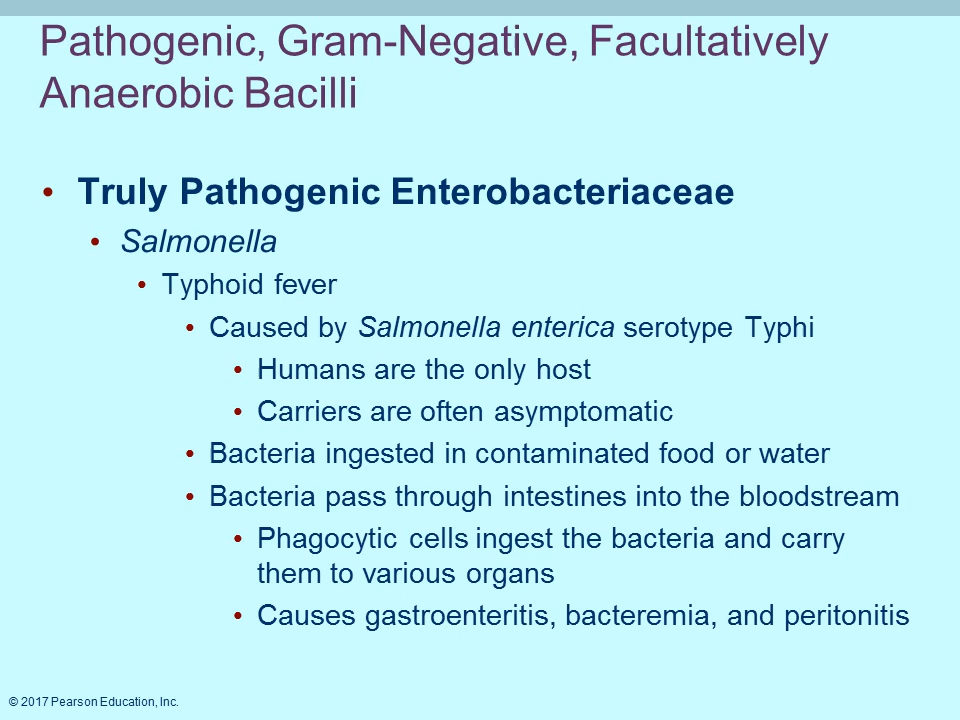 Pathogenic, Gram-Negative, Facultatively
Anaerobic Bacilli
• Truly Pathogenic Enterobacteriaceae
• Salmonella
• Typhoid fever
• Caused by Salmonella enterica serotype Typhi
• Humans are the only host
• Carriers are often asymptomatic
• Bacteria ingested in contaminated food or water
• Bacteria pass through intestines into the bloodstream
• Phagocytic cells ingest the bacteria and carry
them to various organs
• Causes gastroenteritis, bacteremia, and peritonitis
© 2017 Pearson Education, Inc.